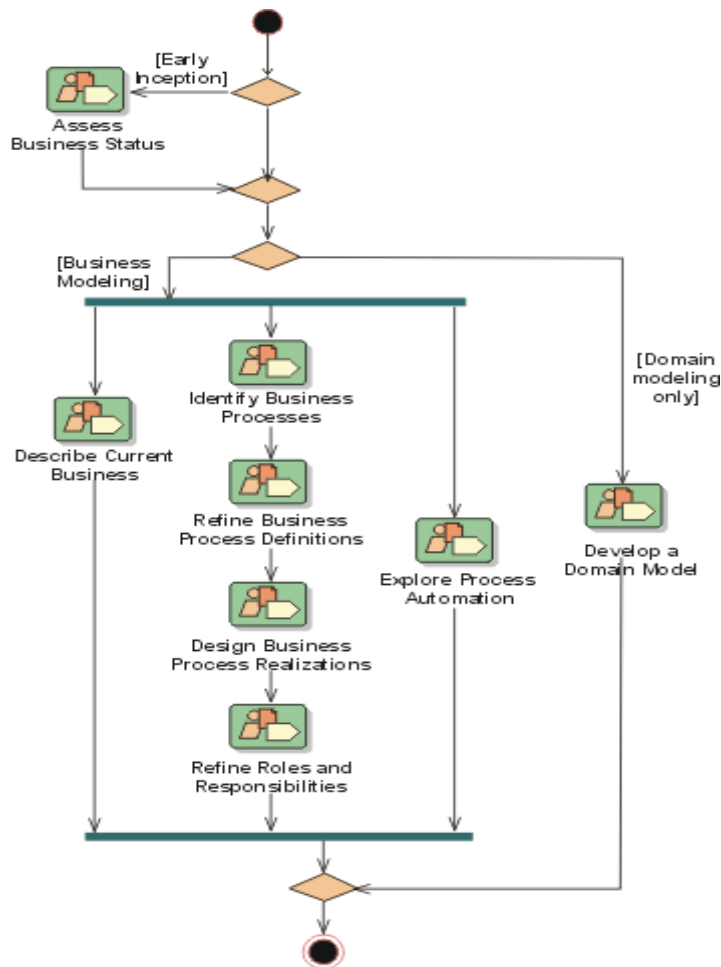 [Early
Inception]
Assess
Business Status
[Business
Modeling]
[Domain
modeling
only]
Identify Business
Processes
Describe Current
Business
Refine Business
Process Definitions
Explore Process
Automation
Develop a
Domain Model
Design Business
Process Realizations
Refine Roles and
Responsibilities